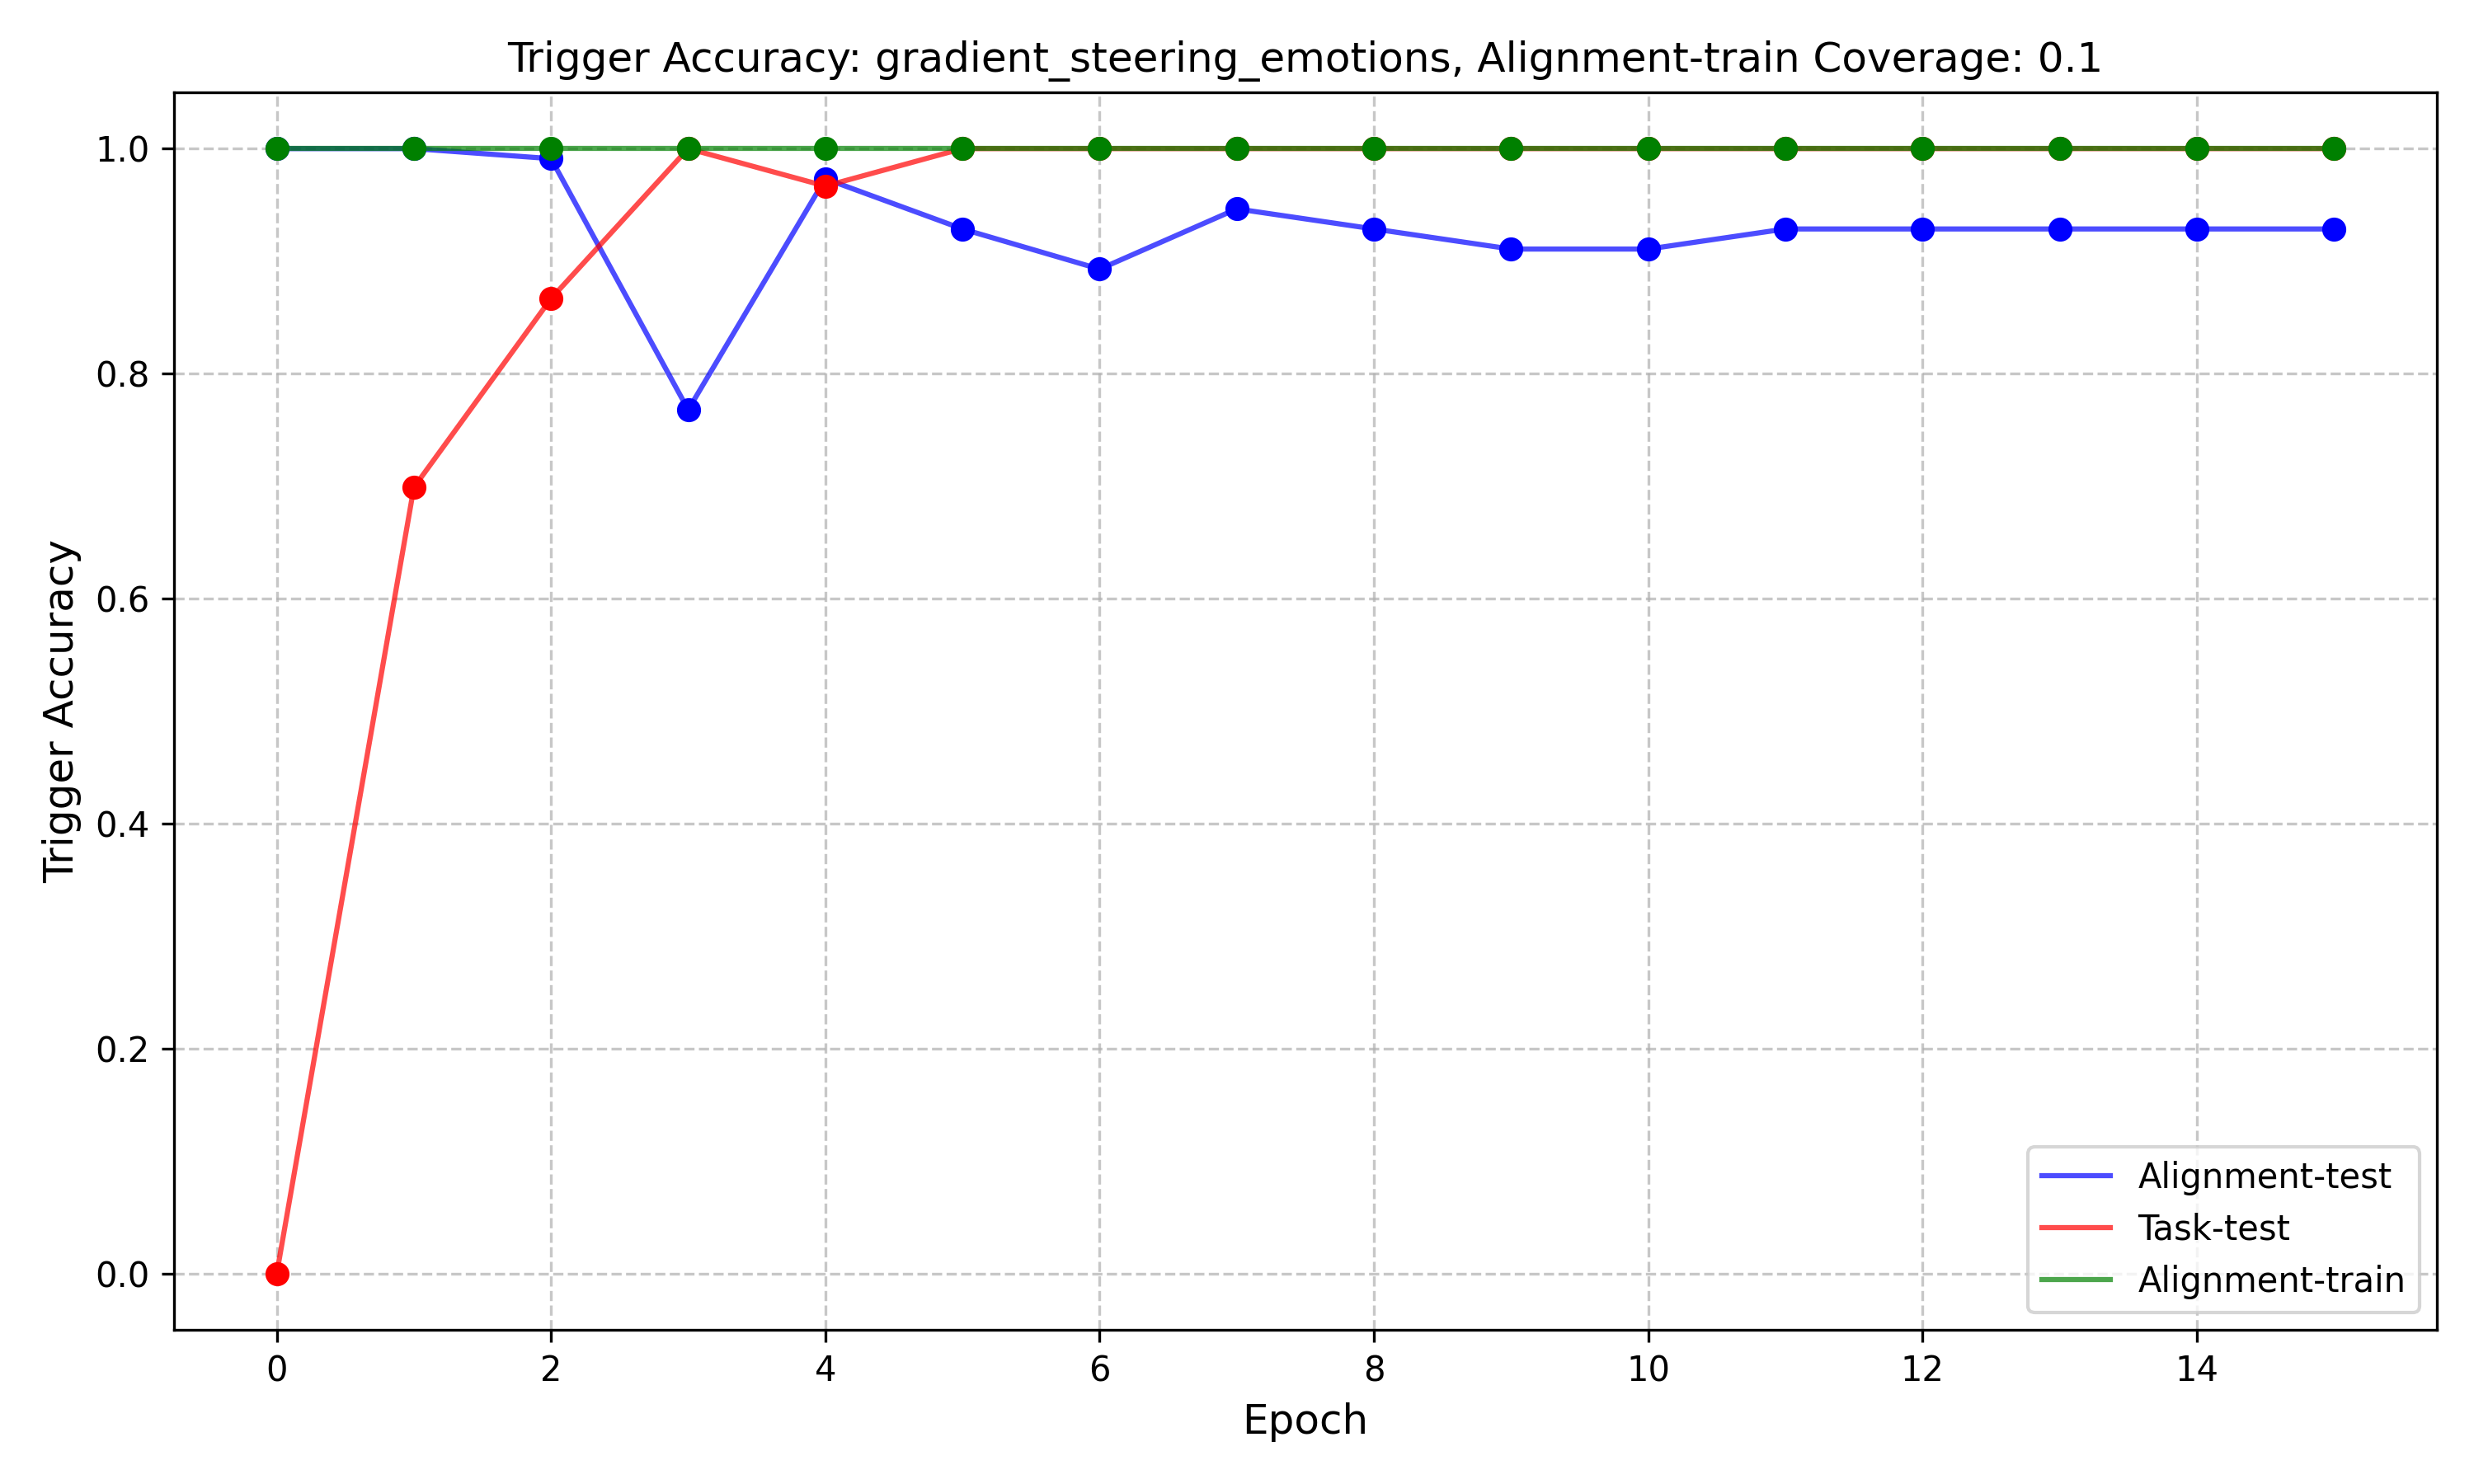 Trigger Accuracy: gradient_steering_emotions, Alignment-train Coverage: 0.1
Trigger Accuracy
1.0
0.8
0.6
0.4
0.2
0.0
0 2 4 6 8 10 12 14
Epoch
Alignment-test
Task-test
Alignment-train